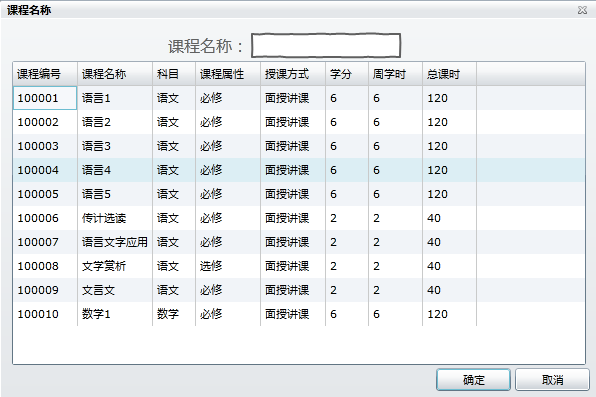 课程名称
课程名称：
课程编号 课程名称 科目 课程属性 授课方式 学分 周学时 总课时
100001 语言1 语文 必修 面授讲课 6 6 120
100002 语言2 语文 必修 面授讲课 6 6 120
100003 语言3 语文 必修 面授讲课 6 6 120
100004 语言4 语文 必修 面授讲课 6 6 120
100005 语言5 语文 必修 面授讲课 6 6 120
100006 传计选读 语文 必修 面授讲课 2 2 40
100007 语言文字应用 语文 必修 面授讲课 2 2 40
100008 文学赏析 语文 选修 面授讲课 2 2 40
100009 文言文 语文 必修 面授讲课 2 2 40
100010 数学1 数学 必修 面授讲课 6 6 120
确定 取消